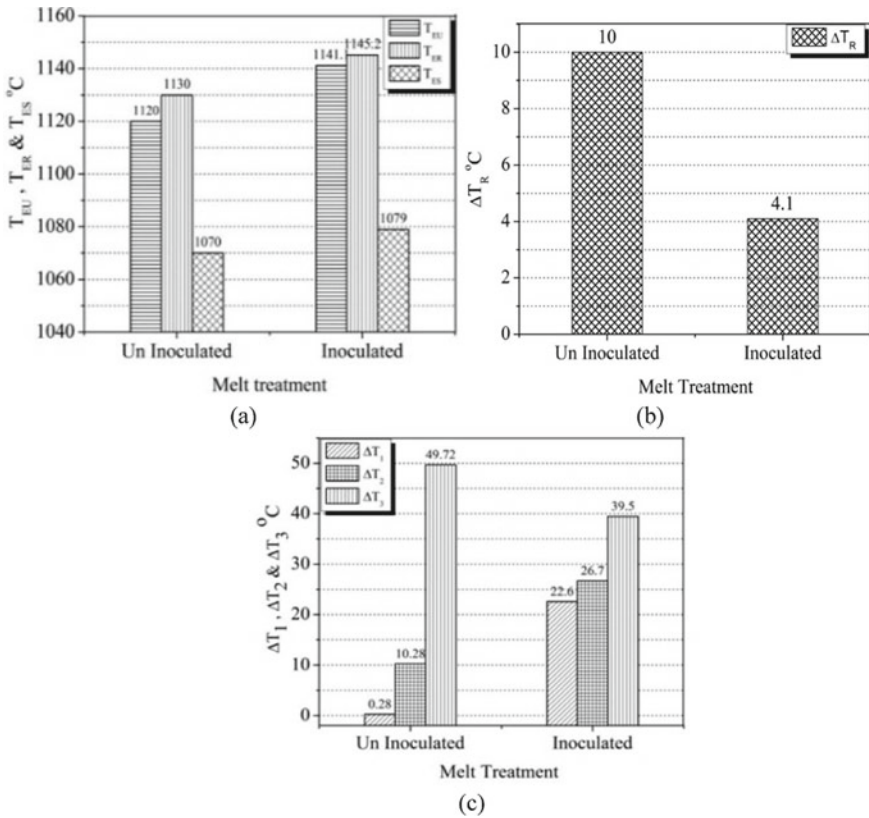 T_EU
T_ER
T_ES
1160
1140
1120
1100
1080
1060
1040
T_EU , T_ER & T_ES °C
1120
1130
1070
1141.
1145.2
1079
Un Inoculated
Inoculated
Melt treatment
(a)
ΔT_R
10
8
6
4
2
0
ΔT_R °C
10
4.1
Un Inoculated
Inoculated
Melt Treatment
(b)
ΔT_1
ΔT_2
ΔT_3
50
40
30
20
10
0
ΔT_1 , ΔT_2 & ΔT_3 °C
0.28
10.28
49.72
22.6
26.7
39.5
Un Inoculated
Inoculated
Melt Treatment
(c)